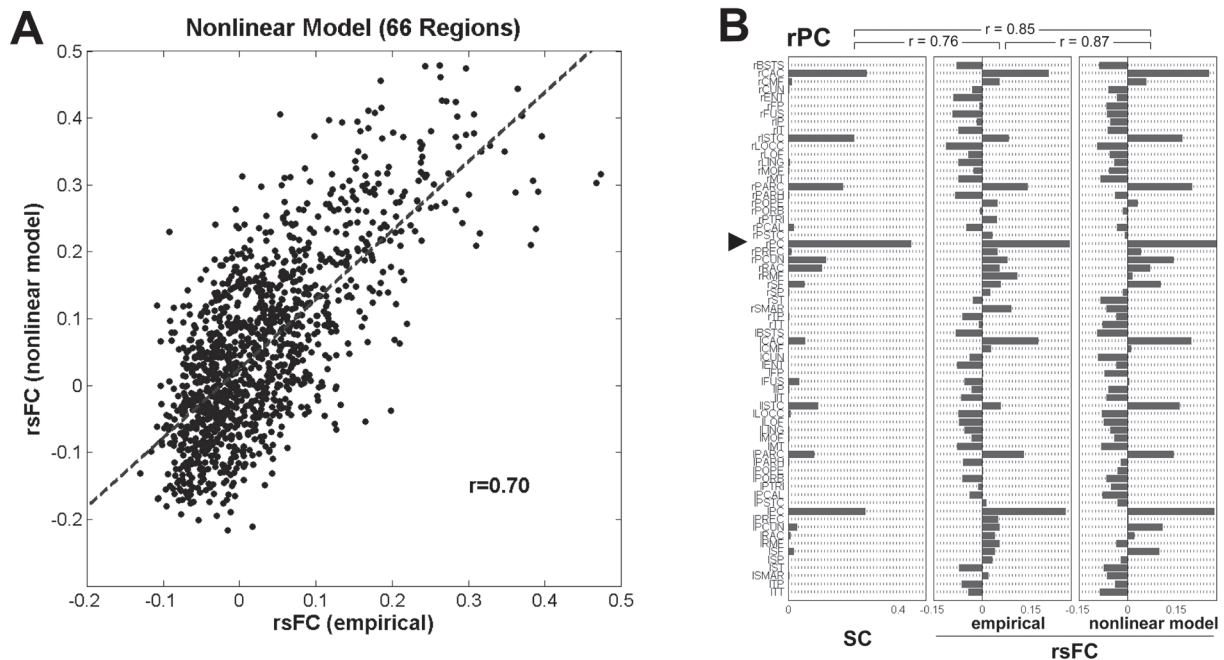 A
Nonlinear Model (66 Regions)
0.5
0.4
0.3
0.2
0.1
0
-0.1
-0.2
-0.2 -0.1 0 0.1 0.2 0.3 0.4 0.5
rsFC (nonlinear model)
rsFC (empirical)
r=0.70
B
rPC
r = 0.85
r = 0.76
r = 0.87
rBSTS
rCAC
rCMF
rCUN
rENT
rFP
rFUS
rIP
rIT
rISTC
rLOCC
rLOF
rLING
rMOF
rMT
rPARC
rPARH
rPOPE
rPORB
rPTRI
rPCAL
rPSTC
rPC
rPREC
rPCUN
rRAC
rRMF
rSF
rSP
rST
rSMAR
rTP
rTT
lBSTS
lCAC
lCMF
lCUN
lENT
lFP
lFUS
lIP
lIT
lISTC
lLOCC
lLOF
lLING
lMOF
lMT
lPARC
lPARH
lPOPE
lPORB
lPTRI
lPCAL
lPSTC
lPC
lPREC
lPCUN
lRAC
lRMF
lSF
lSP
lST
lSMAR
lTP
lTT
0 0.4
-0.15 0 0.15
-0.15 0 0.15
SC
empirical
nonlinear model
rsFC